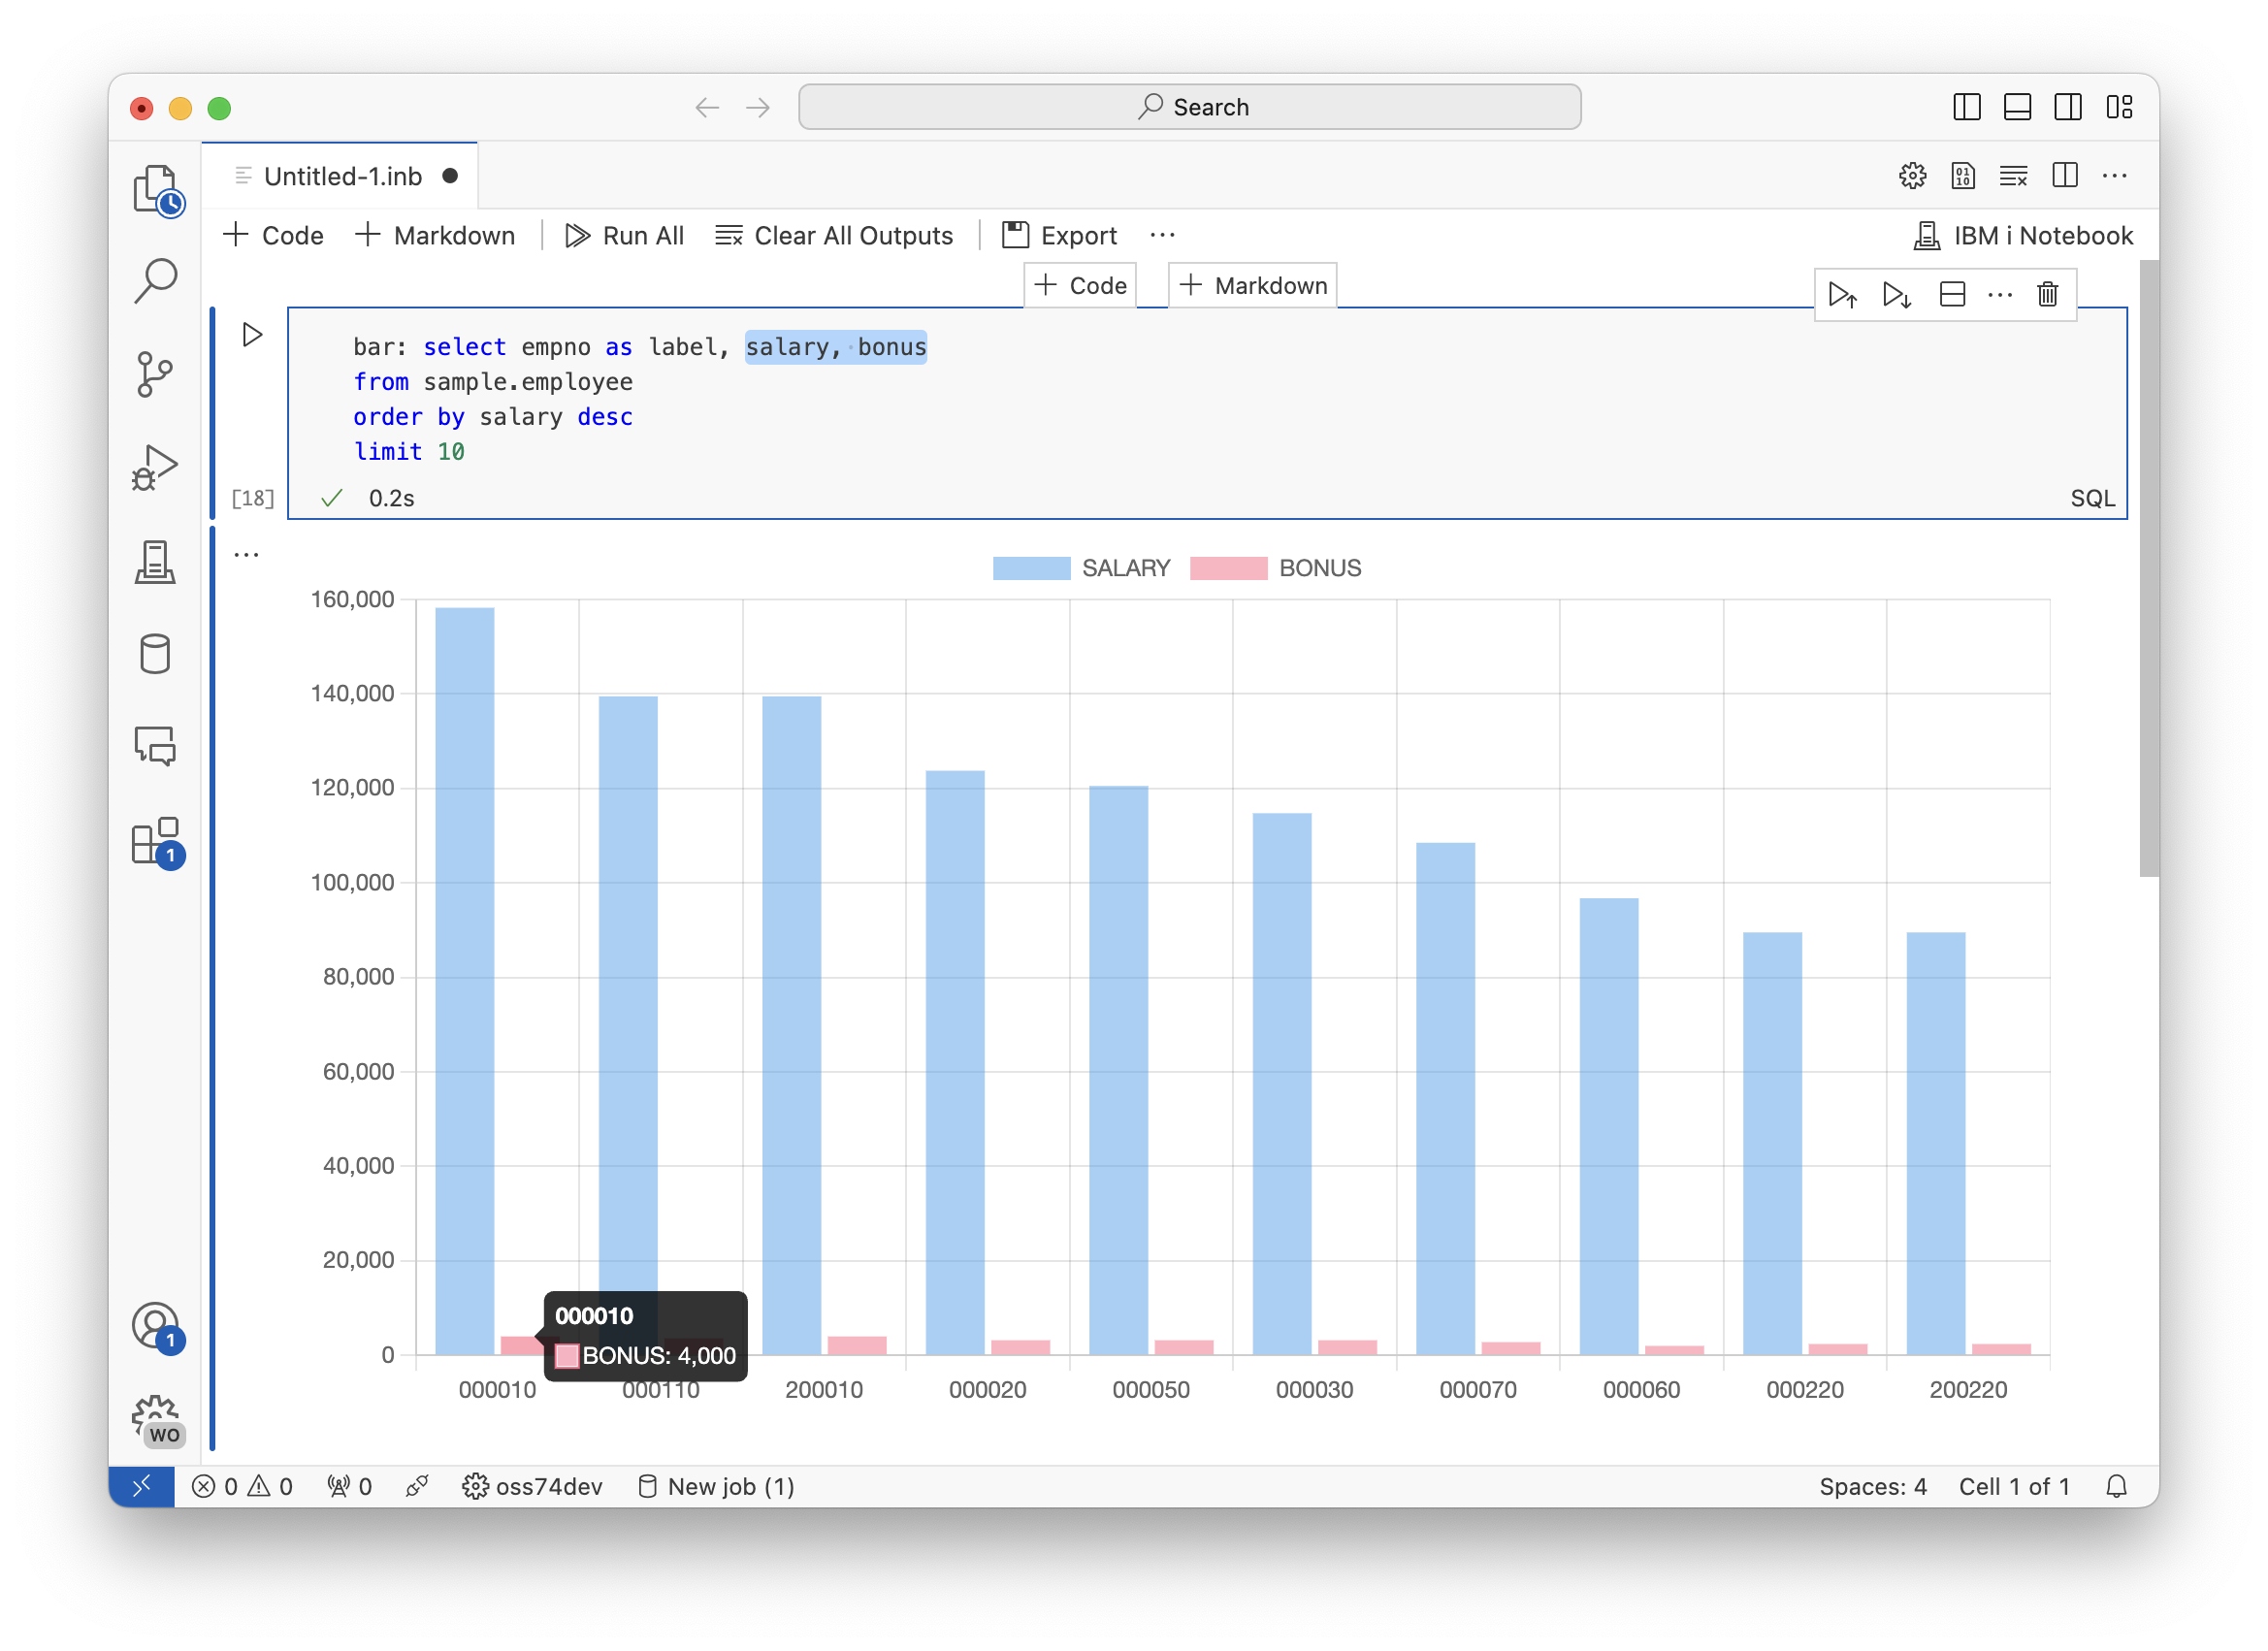 Search
Untitled-1.inb
Code Markdown Run All Clear All Outputs Export ... IBM i Notebook
Code Markdown
bar: select empno as label, salary, bonus
from sample.employee
order by salary desc
limit 10
[18] 0.2s SQL
SALARY BONUS
160,000
140,000
120,000
100,000
80,000
60,000
40,000
20,000
0
000010
BONUS: 4,000
000010 000110 200010 000020 000050 000030 000070 000060 000220 200220
1
1
WO
0 0 0 oss74dev New job (1) Spaces: 4 Cell 1 of 1